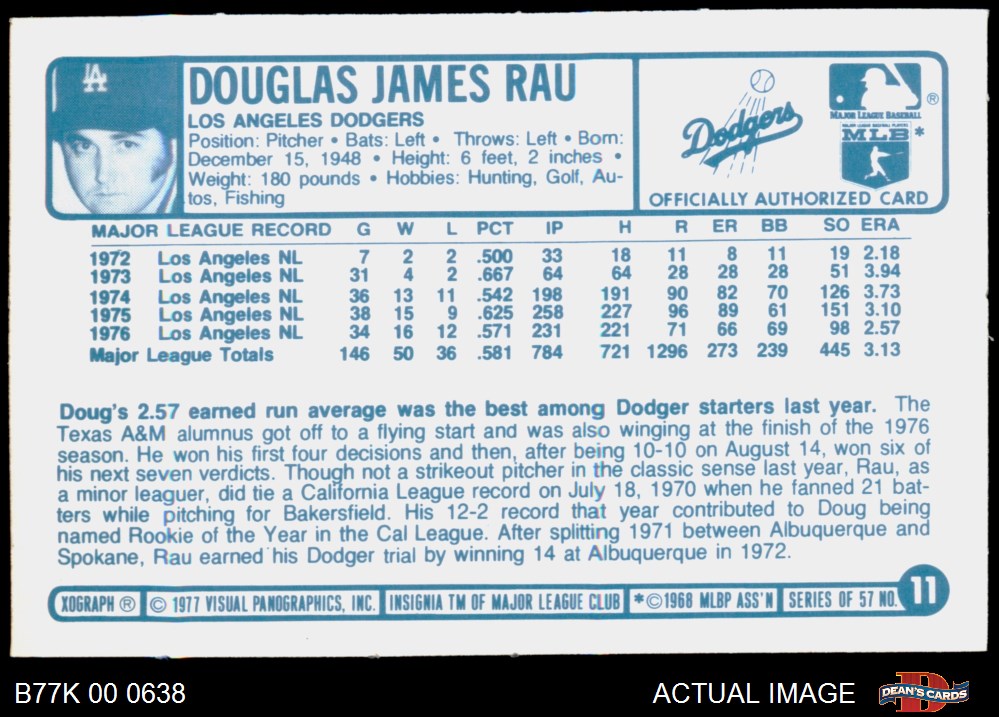 LA
DOUGLAS JAMES RAU
LOS ANGELES DODGERS
Position: Pitcher • Bats: Left • Throws: Left • Born:
December 15, 1948 • Height: 6 feet, 2 inches •
Weight: 180 pounds • Hobbies: Hunting, Golf, Au-
tos, Fishing
Dodgers
®
MAJOR LEAGUE BASEBALL
MAJOR LEAGUE BASEBALL PLAYERS
MLB *
OFFICIALLY AUTHORIZED CARD
MAJOR LEAGUE RECORD G W L PCT IP H R ER BB SO ERA
1972 Los Angeles NL 7 2 2 .500 33 18 11 8 11 19 2.18
1973 Los Angeles NL 31 4 2 .667 64 64 28 28 28 51 3.94
1974 Los Angeles NL 36 13 11 .542 198 191 90 82 70 126 3.73
1975 Los Angeles NL 38 15 9 .625 258 227 96 89 61 151 3.10
1976 Los Angeles NL 34 16 12 .571 231 221 71 66 69 98 2.57
Major League Totals 146 50 36 .581 784 721 1296 273 239 445 3.13
Doug's 2.57 earned run average was the best among Dodger starters last year. The
Texas A&M alumnus got off to a flying start and was also winging at the finish of the 1976
season. He won his first four decisions and then, after being 10-10 on August 14, won six of
his next seven verdicts. Though not a strikeout pitcher in the classic sense last year, Rau, as
a minor leaguer, did tie a California League record on July 18, 1970 when he fanned 21 bat-
ters while pitching for Bakersfield. His 12-2 record that year contributed to Doug being
named Rookie of the Year in the Cal League. After splitting 1971 between Albuquerque and
Spokane, Rau earned his Dodger trial by winning 14 at Albuquerque in 1972.
XOGRAPH ® © 1977 VISUAL PANOGRAPHICS, INC. INSIGNIA TM OF MAJOR LEAGUE CLUB *©1968 MLBP ASS'N SERIES OF 57 NO. 11
B77K 00 0638 ACTUAL IMAGE DEAN'S CARDS